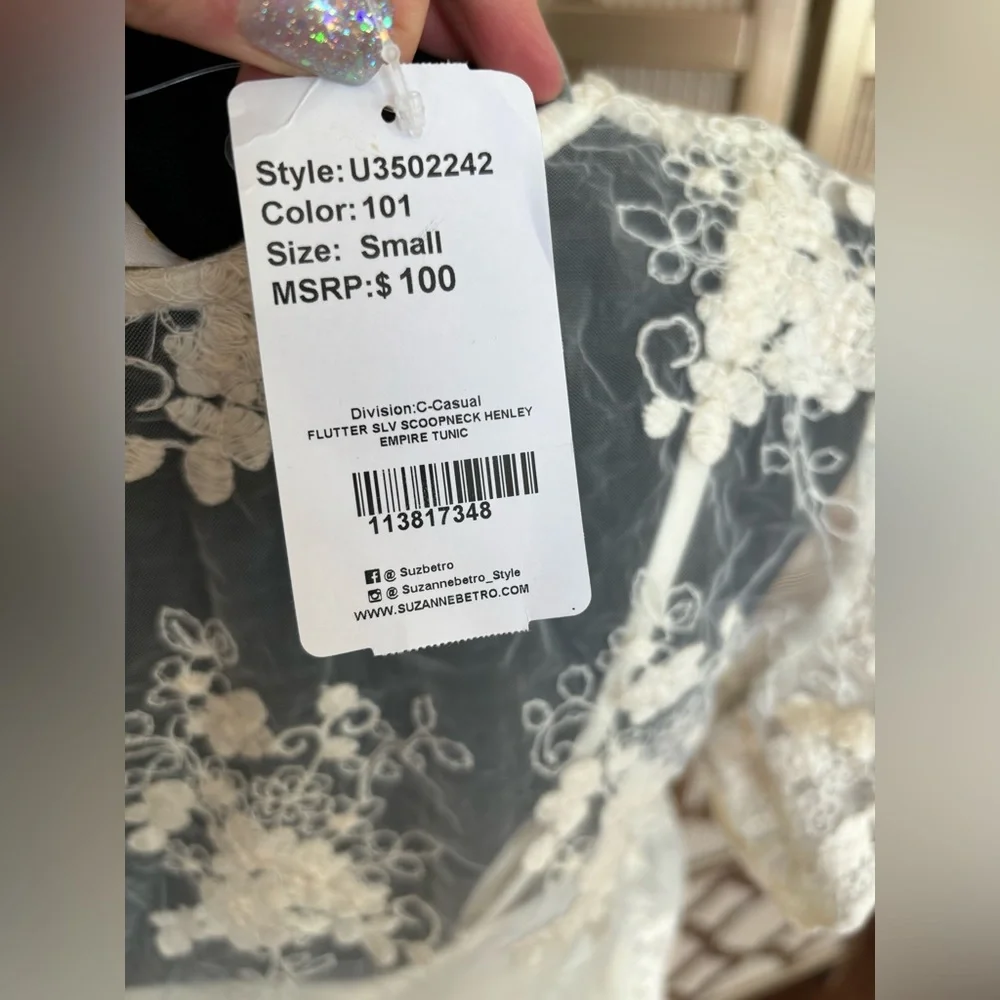 Style: U3502242
Color: 101
Size: Small
MSRP:$ 100
Division:C-Casual
FLUTTER SLV SCOOPNECK HENLEY
EMPIRE TUNIC
113817348
@ Suzbetro
@ Suzannebetro_Style
WWW.SUZANNEBETRO.COM